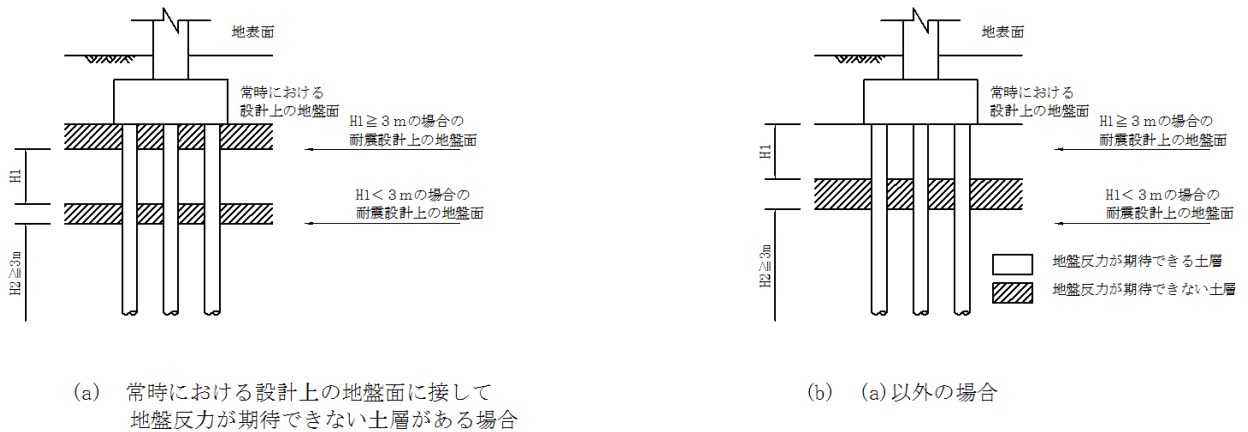 地表面
常時における
設計上の地盤面
H1≧３ｍの場合の
耐震設計上の地盤面
H1
H1＜３ｍの場合の
耐震設計上の地盤面
H2≧3m
(a) 常時における設計上の地盤面に接して
地盤反力が期待できない土層がある場合
地表面
常時における
設計上の地盤面
H1≧３ｍの場合の
耐震設計上の地盤面
H1
H1＜３ｍの場合の
耐震設計上の地盤面
H2≧3m
地盤反力が期待できる土層
地盤反力が期待できない土層
(b) (a)以外の場合